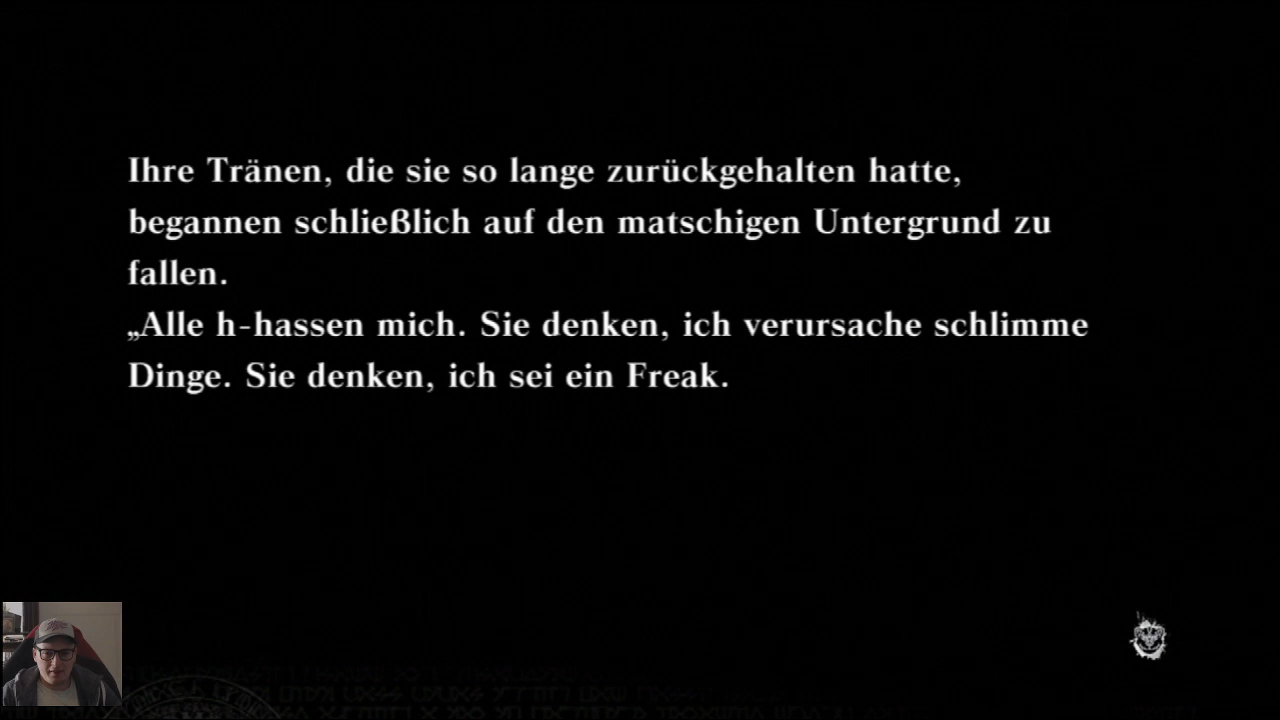 Ihre Tränen, die sie so lange zurückgehalten hatte,
begannen schließlich auf den matschigen Untergrund zu
fallen.
„Alle h-hassen mich. Sie denken, ich verursache schlimme
Dinge. Sie denken, ich sei ein Freak.